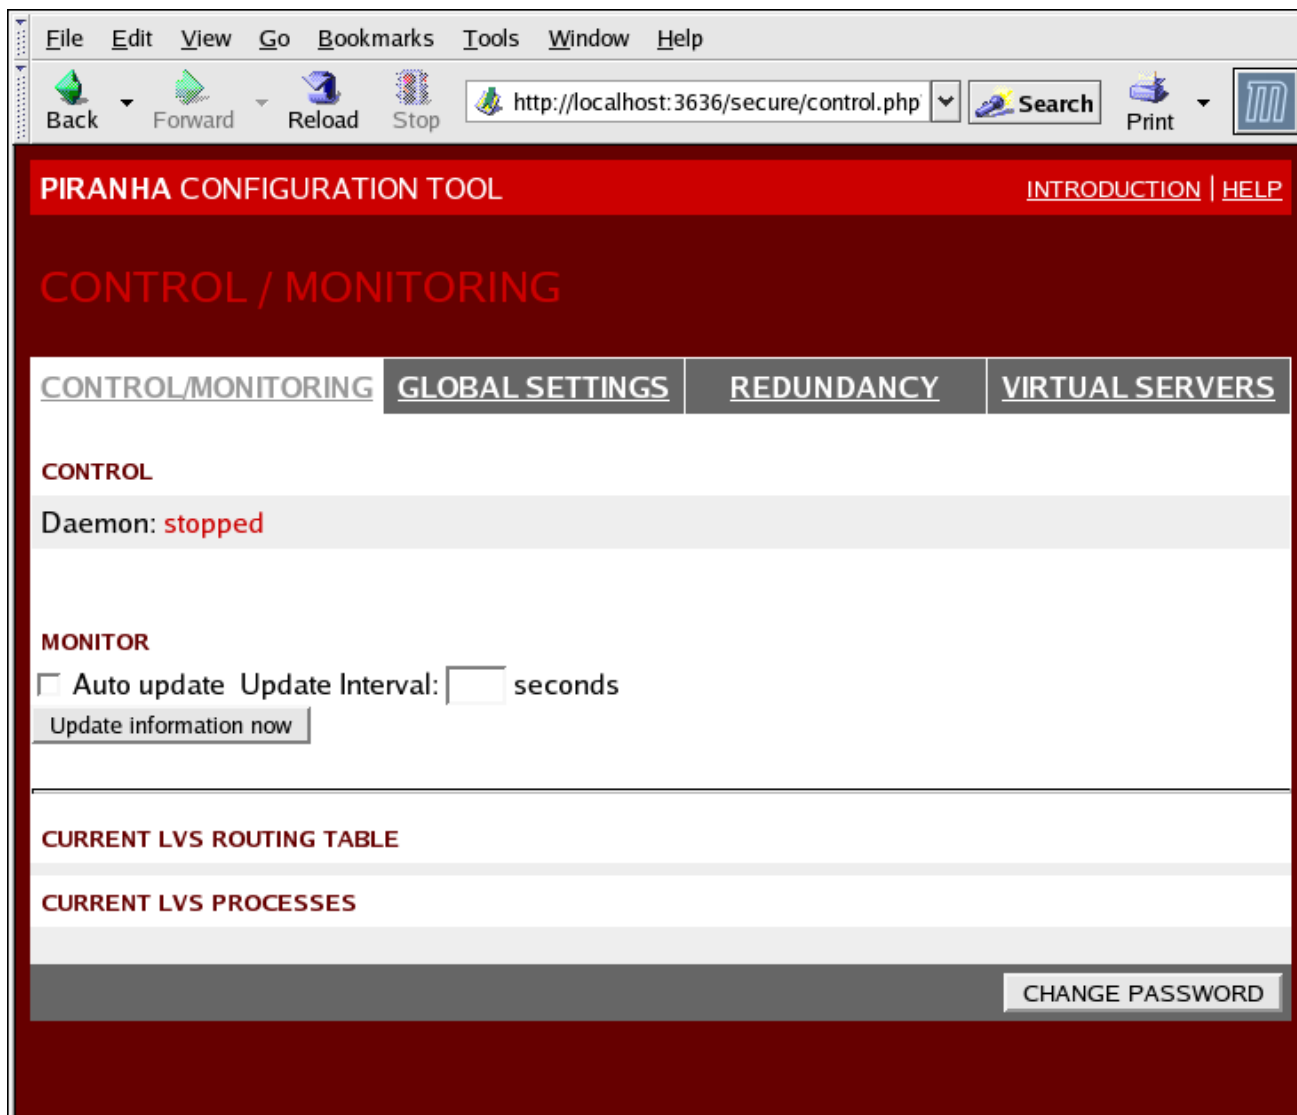 File Edit View Go Bookmarks Tools Window Help
Back Forward Reload Stop http://localhost:3636/secure/control.php Search Print
PIRANHA CONFIGURATION TOOL INTRODUCTION | HELP
CONTROL / MONITORING
CONTROL/MONITORING GLOBAL SETTINGS REDUNDANCY VIRTUAL SERVERS
CONTROL
Daemon: stopped
MONITOR
Auto update Update Interval: seconds
Update information now
CURRENT LVS ROUTING TABLE
CURRENT LVS PROCESSES
CHANGE PASSWORD